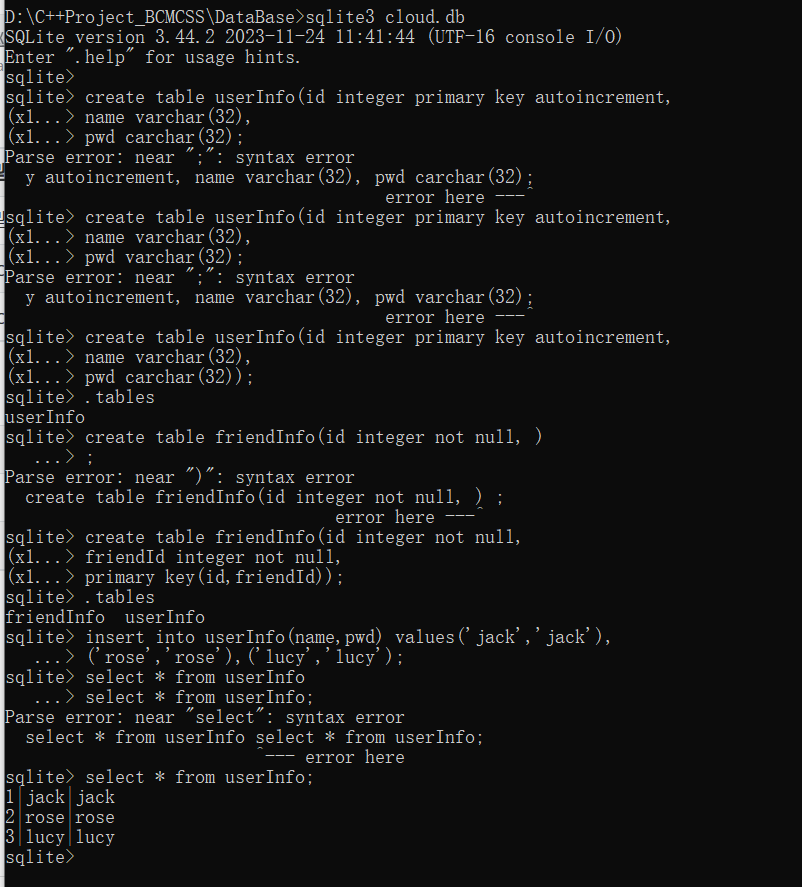 D:\C++Project_BCMCSS\DataBase>sqlite3 cloud.db
SQLite version 3.44.2 2023-11-24 11:41:44 (UTF-16 console I/O)
Enter ".help" for usage hints.
sqlite>
sqlite> create table userInfo(id integer primary key autoincrement,
(x1...> name varchar(32),
(x1...> pwd carchar(32);
Parse error: near ";": syntax error
  y autoincrement, name varchar(32), pwd carchar(32);
                                      error here ---^
sqlite> create table userInfo(id integer primary key autoincrement,
(x1...> name varchar(32),
(x1...> pwd varchar(32);
Parse error: near ";": syntax error
  y autoincrement, name varchar(32), pwd varchar(32);
                                      error here ---^
sqlite> create table userInfo(id integer primary key autoincrement,
(x1...> name varchar(32),
(x1...> pwd carchar(32));
sqlite> .tables
userInfo
sqlite> create table friendInfo(id integer not null, )
   ...> ;
Parse error: near ")": syntax error
  create table friendInfo(id integer not null, ) ;
                                 error here ---^
sqlite> create table friendInfo(id integer not null,
(x1...> friendId integer not null,
(x1...> primary key(id,friendId));
sqlite> .tables
friendInfo  userInfo
sqlite> insert into userInfo(name,pwd) values('jack','jack'),
   ...> ('rose','rose'),('lucy','lucy');
sqlite> select * from userInfo
   ...> select * from userInfo;
Parse error: near "select": syntax error
  select * from userInfo select * from userInfo;
                         ^--- error here
sqlite> select * from userInfo;
1|jack|jack
2|rose|rose
3|lucy|lucy
sqlite>